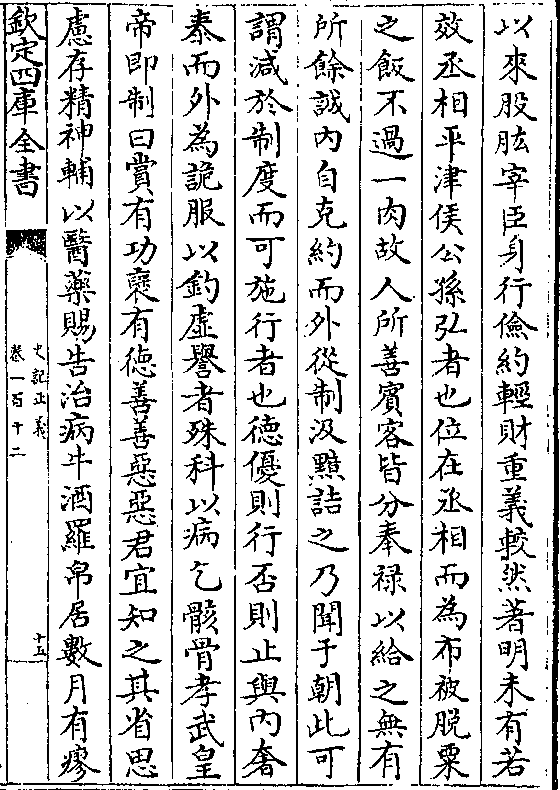 以來股肱宰臣身行儉約輕財重義較然著明未有若
效丞相平津侯公孫弘者也位在丞相而為布被脫粟
之飯不過一肉故人所善賓客皆分奉祿以給之無有
所餘誠內自克約而外從制汲黯詰之乃聞于朝此可
謂減於制度而可施行者也德優則行否則止與內奢
泰而外為詭服以釣虛譽者殊科以病乞骸骨孝武皇
帝即制曰賞有功襃有德善善惡惡君宜知之其省思
慮存精神輔以醫藥賜告治病牛酒雜帛居數月有瘳
欽定四庫全書
史記正義
卷一百十二
十五